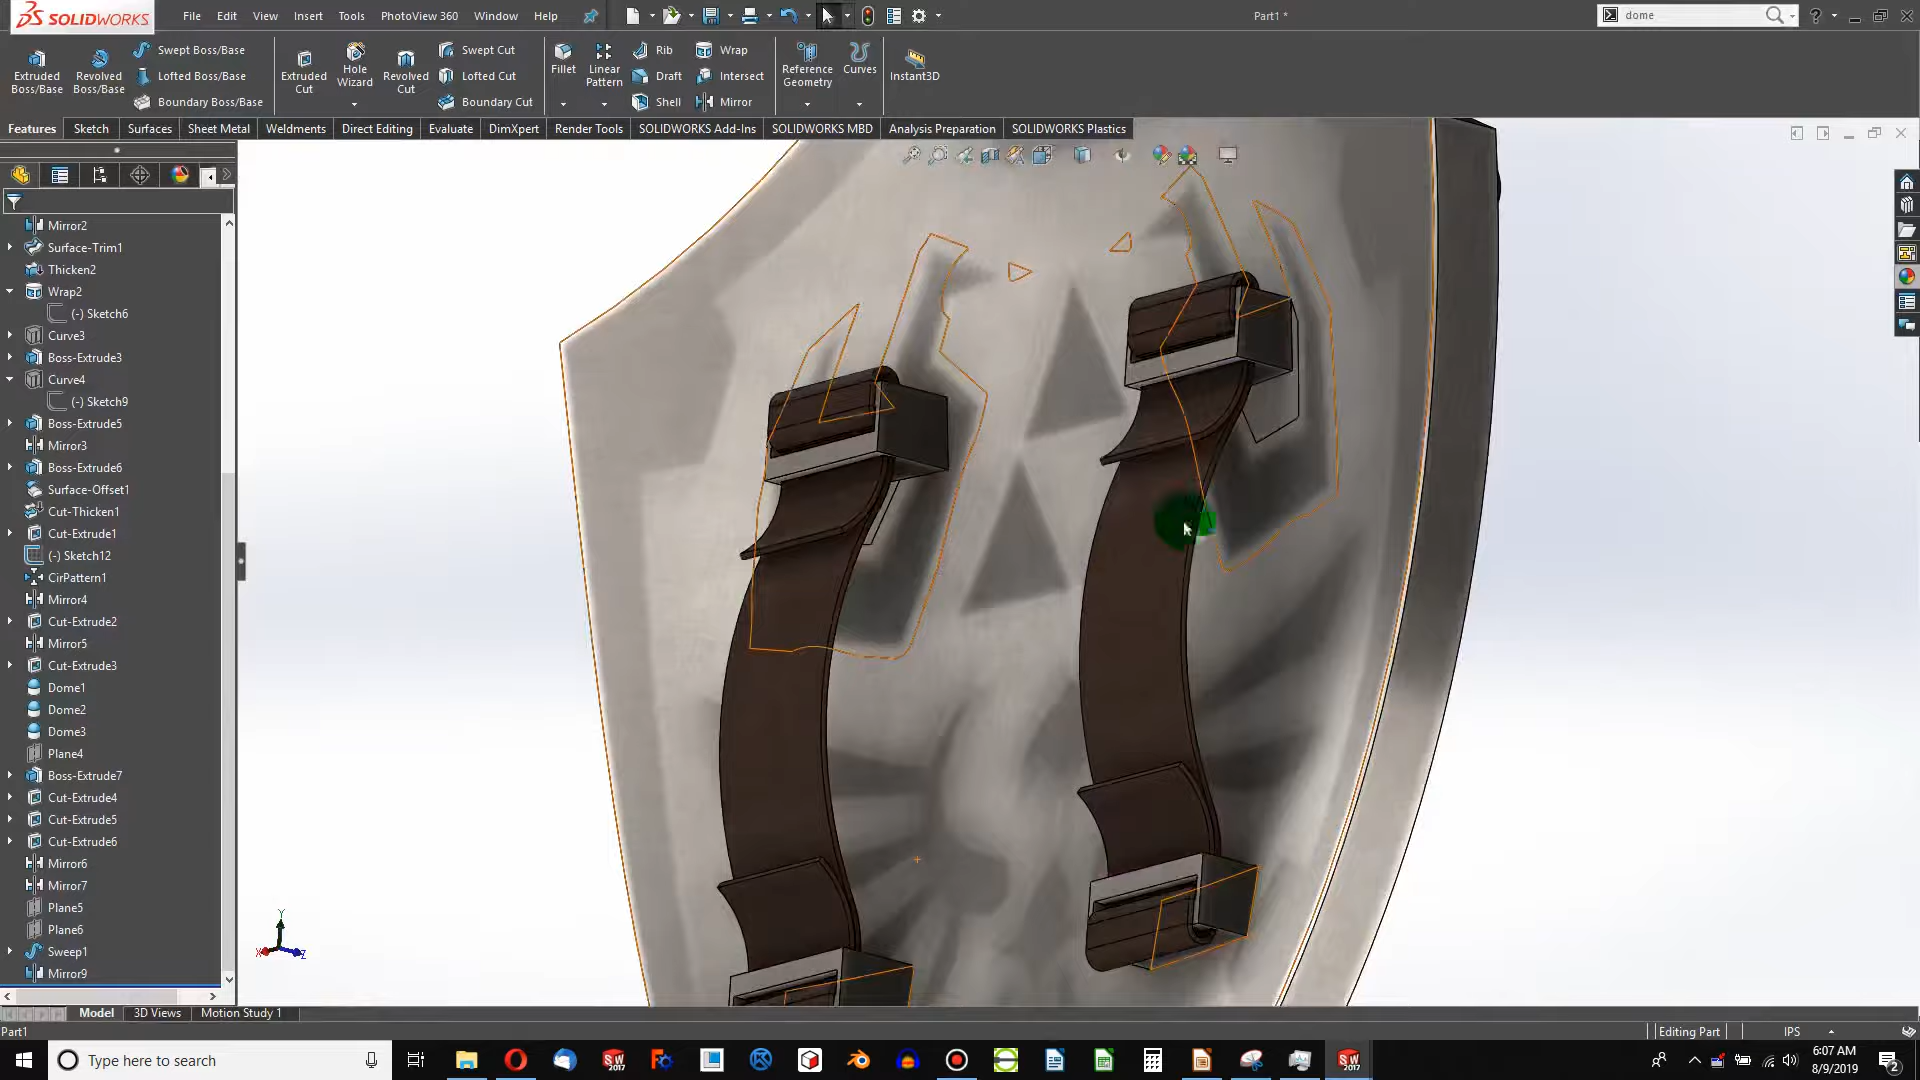 SOLIDWORKS
File Edit View Insert Tools PhotoView 360 Window Help
Part1 *
dome
Extruded Boss/Base
Revolved Boss/Base
Swept Boss/Base
Lofted Boss/Base
Boundary Boss/Base
Extruded Cut
Hole Wizard
Revolved Cut
Swept Cut
Lofted Cut
Boundary Cut
Fillet
Linear Pattern
Rib
Draft
Shell
Wrap
Intersect
Mirror
Reference Geometry
Curves
Instant3D
Features Sketch Surfaces Sheet Metal Weldments Direct Editing Evaluate DimXpert Render Tools SOLIDWORKS Add-Ins SOLIDWORKS MBD Analysis Preparation SOLIDWORKS Plastics
Mirror2
Surface-Trim1
Thicken2
Wrap2
(-) Sketch6
Curve3
Boss-Extrude3
Curve4
(-) Sketch9
Boss-Extrude5
Mirror3
Boss-Extrude6
Surface-Offset1
Cut-Thicken1
Cut-Extrude1
(-) Sketch12
CirPattern1
Mirror4
Cut-Extrude2
Mirror5
Cut-Extrude3
Dome1
Dome2
Dome3
Plane4
Boss-Extrude7
Cut-Extrude4
Cut-Extrude5
Cut-Extrude6
Mirror6
Mirror7
Plane5
Plane6
Sweep1
Mirror9
Y
X Z
Model 3D Views Motion Study 1
Part1
Editing Part IPS
Type here to search
SW 2017
SW 2017
6:07 AM
8/9/2019
2